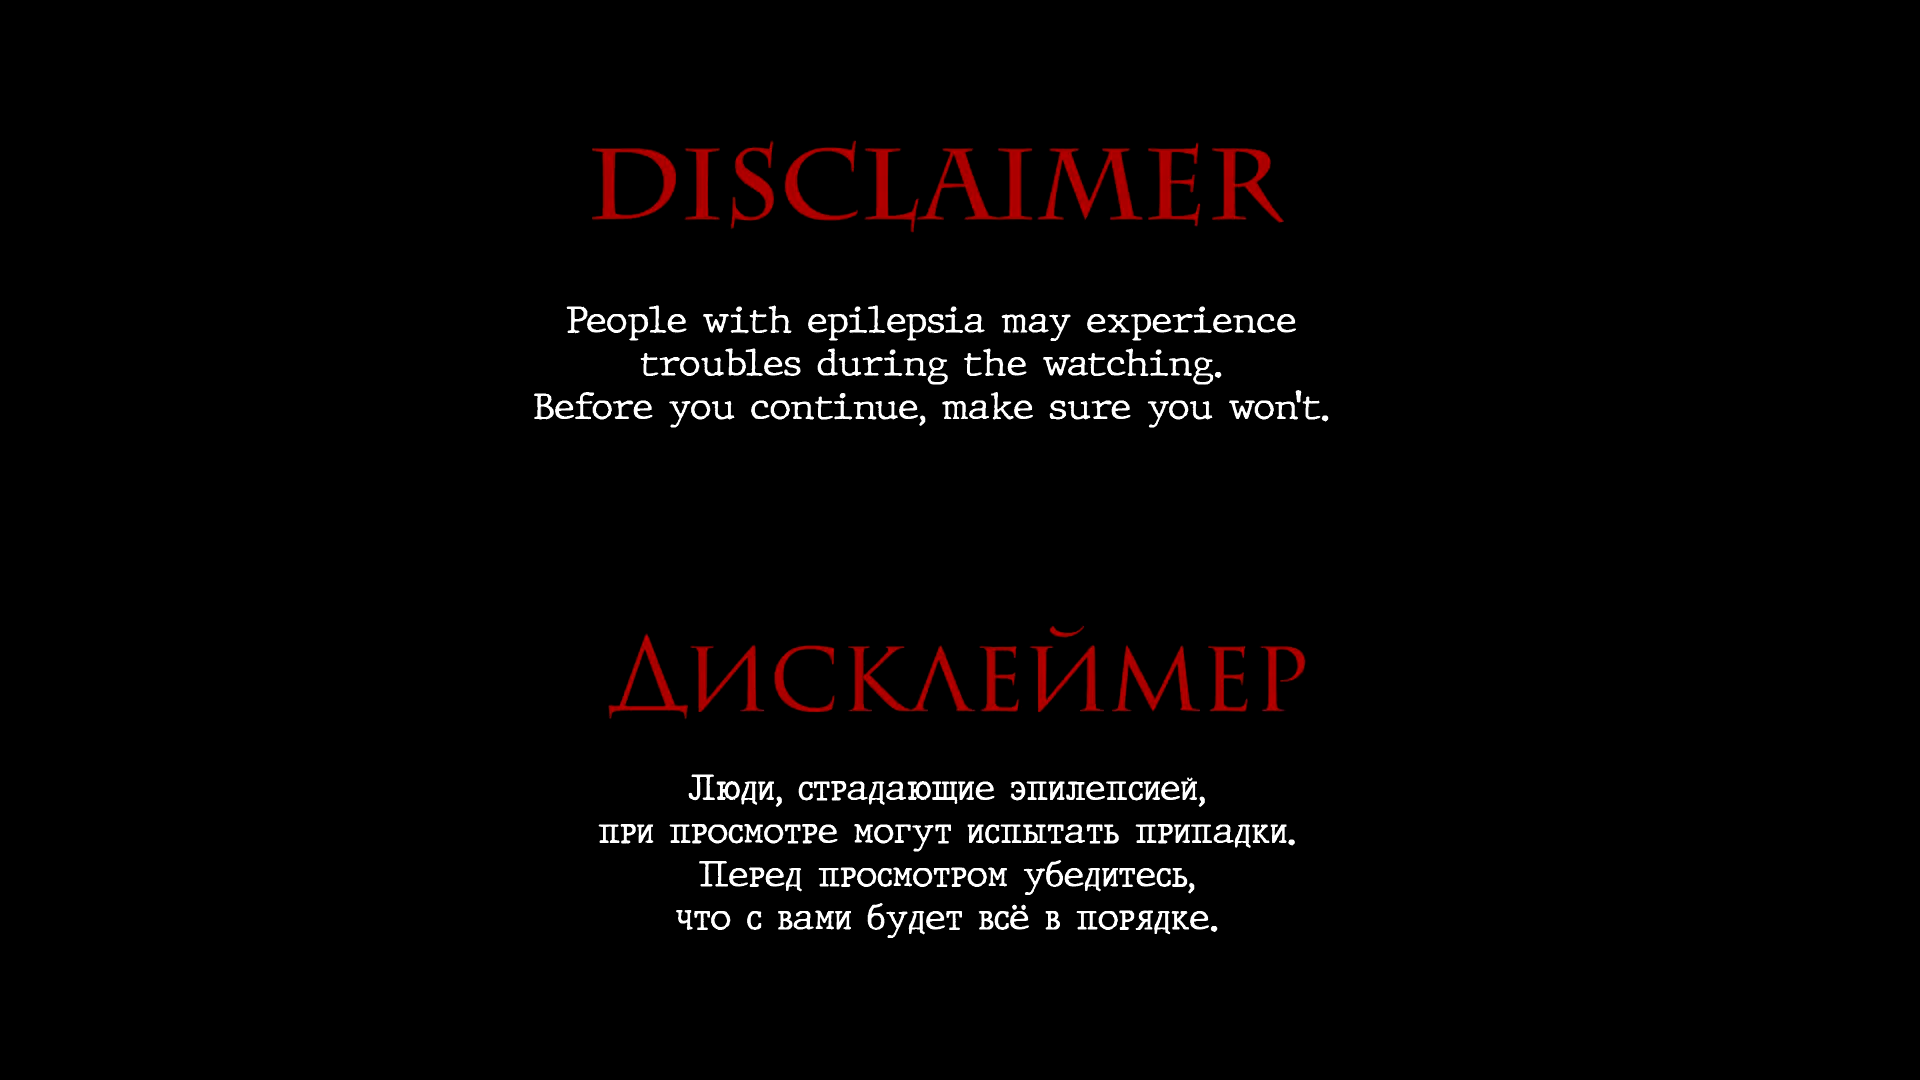 DISCLAIMER
People with epilepsia may experience
troubles during the watching.
Before you continue, make sure you won't.
Дисклеймер
Люди, страдающие эпилепсией,
при просмотре могут испытать припадки.
Перед просмотром убедитесь,
что с вами будет всё в порядке.